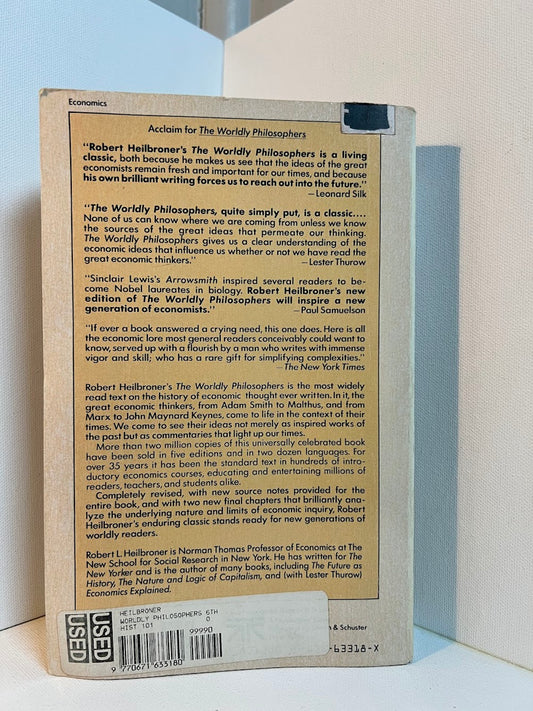 Economics
Acclaim for The Worldly Philosophers
"Robert Heilbroner's The Worldly Philosophers is a living
classic, both because he makes us see that the ideas of the great
economists remain fresh and important for our times, and because
his own brilliant writing forces us to reach out into the future."
—Leonard Silk
"The Worldly Philosophers, quite simply put, is a classic....
None of us can know where we are coming from unless we know
the sources of the great ideas that permeate our thinking.
The Worldly Philosophers gives us a clear understanding of the
economic ideas that influence us whether or not we have read the
great economic thinkers." —Lester Thurow
"Sinclair Lewis's Arrowsmith inspired several readers to be-
come Nobel laureates in biology. Robert Heilbroner's new
edition of The Worldly Philosophers will inspire a new
generation of economists." —Paul Samuelson
"If ever a book answered a crying need, this one does. Here is all
the economic lore most general readers conceivably could want to
know, served up with a flourish by a man who writes with immense
vigor and skill; who has a rare gift for simplifying complexities."
—The New York Times
Robert Heilbroner's The Worldly Philosophers is the most widely
read text on the history of economic thought ever written. In it, the
great economic thinkers, from Adam Smith to Malthus, and from
Marx to John Maynard Keynes, come to life in the context of their
times. We come to see their ideas not merely as inspired works of
the past but as commentaries that light up our times.
More than two million copies of this universally celebrated book
have been sold in five editions and in two dozen languages. For
over 35 years it has been the standard text in hundreds of intro-
ductory economics courses, educating and entertaining millions of
readers, teachers, and students alike.
Completely revised, with new source notes provided for the
entire book, and with two new final chapters that brilliantly ana-
lyze the underlying nature and limits of economic inquiry, Robert
Heilbroner's enduring classic stands ready for new generations of
worldly readers.
Robert L. Heilbroner is Norman Thomas Professor of Economics at The
New School for Social Research in New York. He has written for The
New Yorker and is the author of many books, including The Future as
History, The Nature and Logic of Capitalism, and (with Lester Thurow)
Economics Explained.
USED
USED
HEILBRONER
WORLDLY PHILOSOPHERS 6TH
HIST 101 0
99990
9 770671 633180
& Schuster
-63318-X